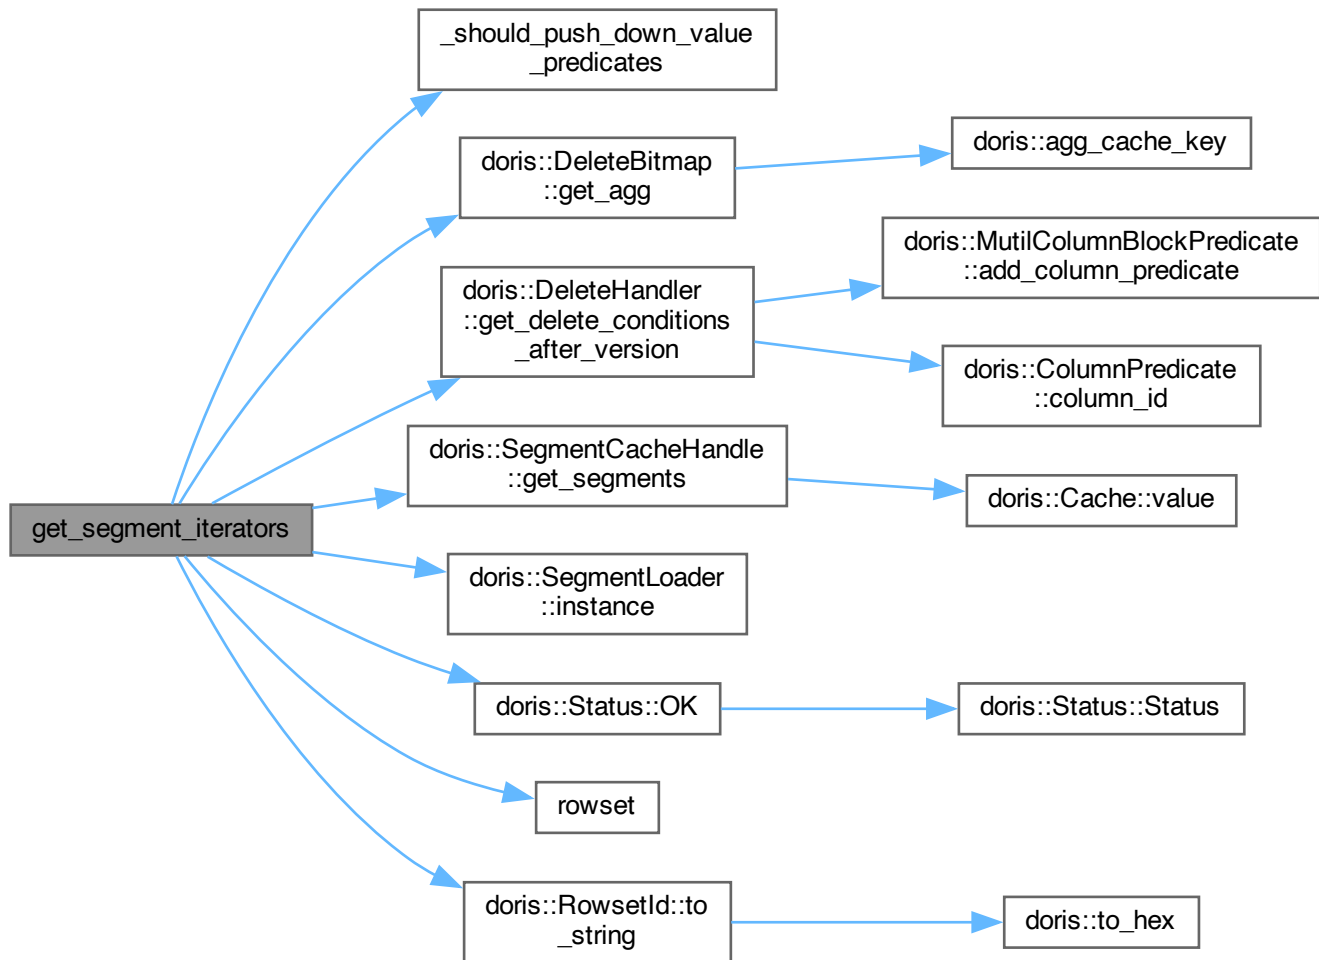 _should_push_down_value
_predicates
doris::DeleteBitmap
::get_agg
doris::agg_cache_key
doris::DeleteHandler
::get_delete_conditions
_after_version
doris::MutilColumnBlockPredicate
::add_column_predicate
doris::ColumnPredicate
::column_id
doris::SegmentCacheHandle
::get_segments
doris::Cache::value
get_segment_iterators
doris::SegmentLoader
::instance
doris::Status::OK
doris::Status::Status
rowset
doris::RowsetId::to
_string
doris::to_hex